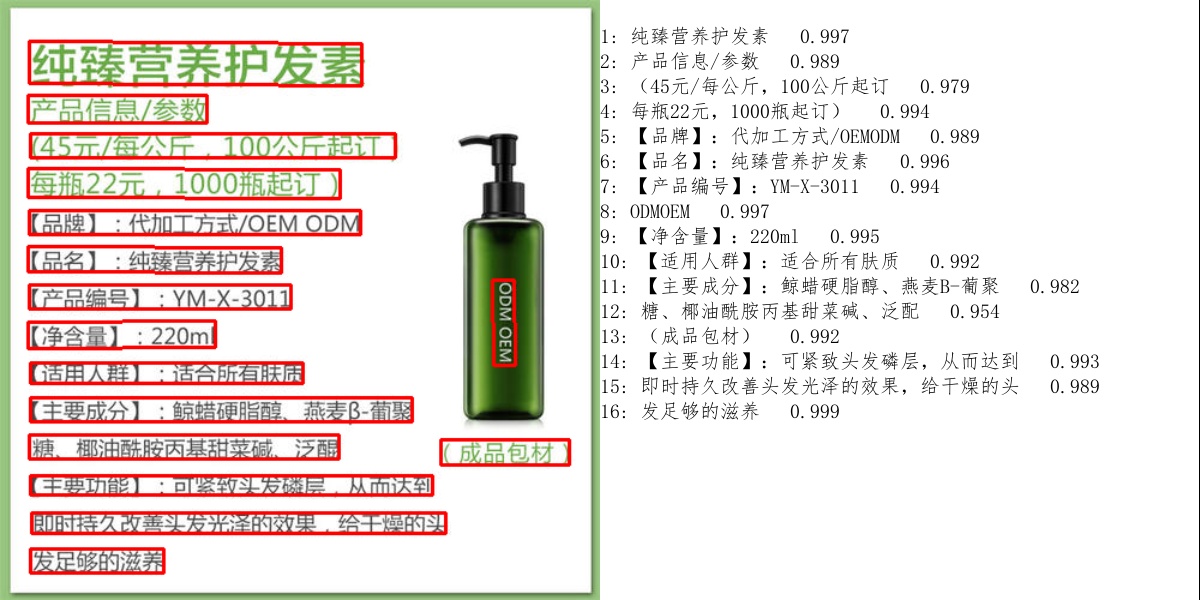 纯臻营养护发素
产品信息/参数
(45元/每公斤，100公斤起订)
每瓶22元，1000瓶起订)
【品牌】：代加工方式/OEM ODM
【品名】：纯臻营养护发素
【产品编号】：YM-X-3011
【净含量】：220ml
【适用人群】：适合所有肤质
【主要成分】：鲸蜡硬脂醇、燕麦β-葡聚
糖、椰油酰胺丙基甜菜碱、泛醌
【主要功能】：可紧致头发磷层，从而达到
即时持久改善头发光泽的效果，给干燥的头
发足够的滋养
ODM OEM
(成品包材)
1: 纯臻营养护发素 0.997
2: 产品信息/参数 0.989
3: (45元/每公斤，100公斤起订 0.979
4: 每瓶22元，1000瓶起订) 0.994
5: 【品牌】：代加工方式/OEMODM 0.989
6: 【品名】：纯臻营养护发素 0.996
7: 【产品编号】：YM-X-3011 0.994
8: ODMOEM 0.997
9: 【净含量】：220ml 0.995
10: 【适用人群】：适合所有肤质 0.992
11: 【主要成分】：鲸蜡硬脂醇、燕麦B-葡聚 0.982
12: 糖、椰油酰胺丙基甜菜碱、泛配 0.954
13: (成品包材) 0.992
14: 【主要功能】：可紧致头发磷层，从而达到 0.993
15: 即时持久改善头发光泽的效果，给干燥的头 0.989
16: 发足够的滋养 0.999